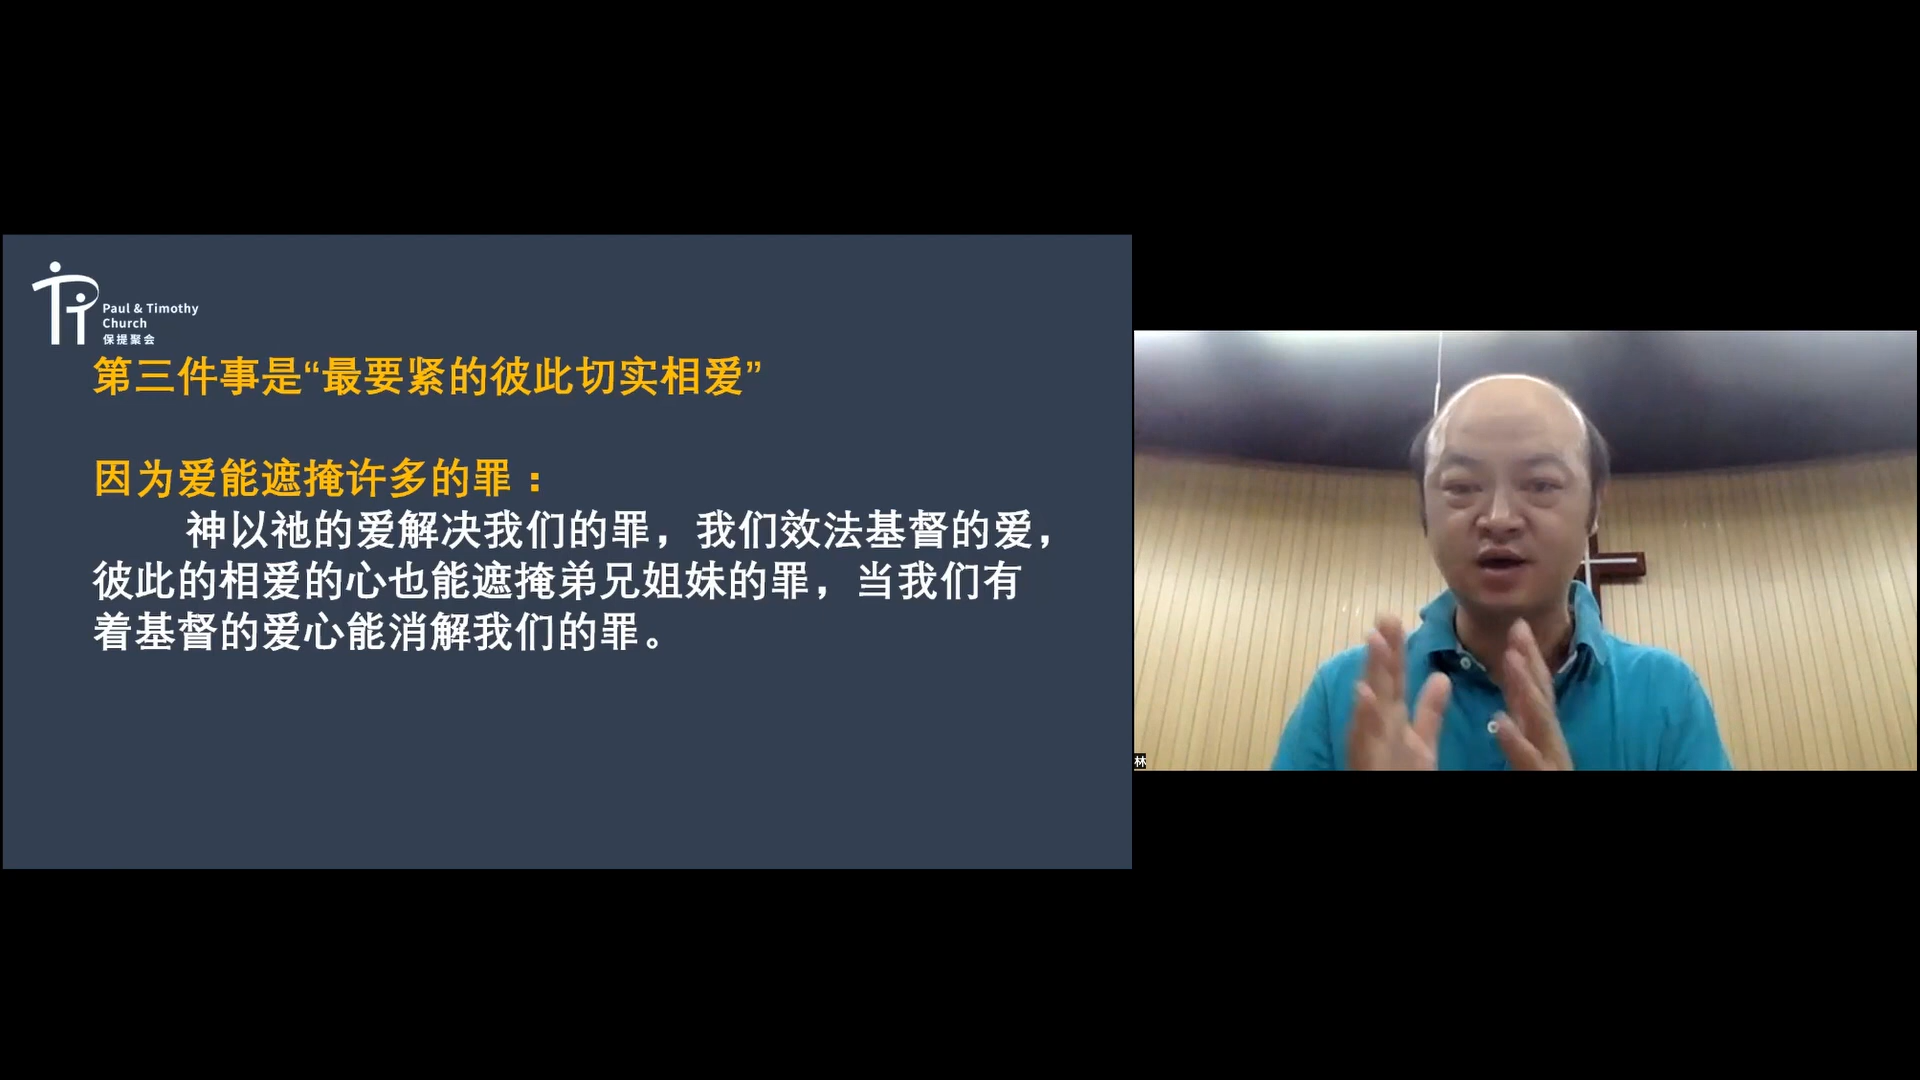 Paul & Timothy
Church
保提聚会
第三件事是“最要紧的彼此切实相爱”
因为爱能遮掩许多的罪：
神以祂的爱解决我们的罪，我们效法基督的爱，
彼此的相爱的心也能遮掩弟兄姐妹的罪，当我们有
着基督的爱心能消解我们的罪。
林